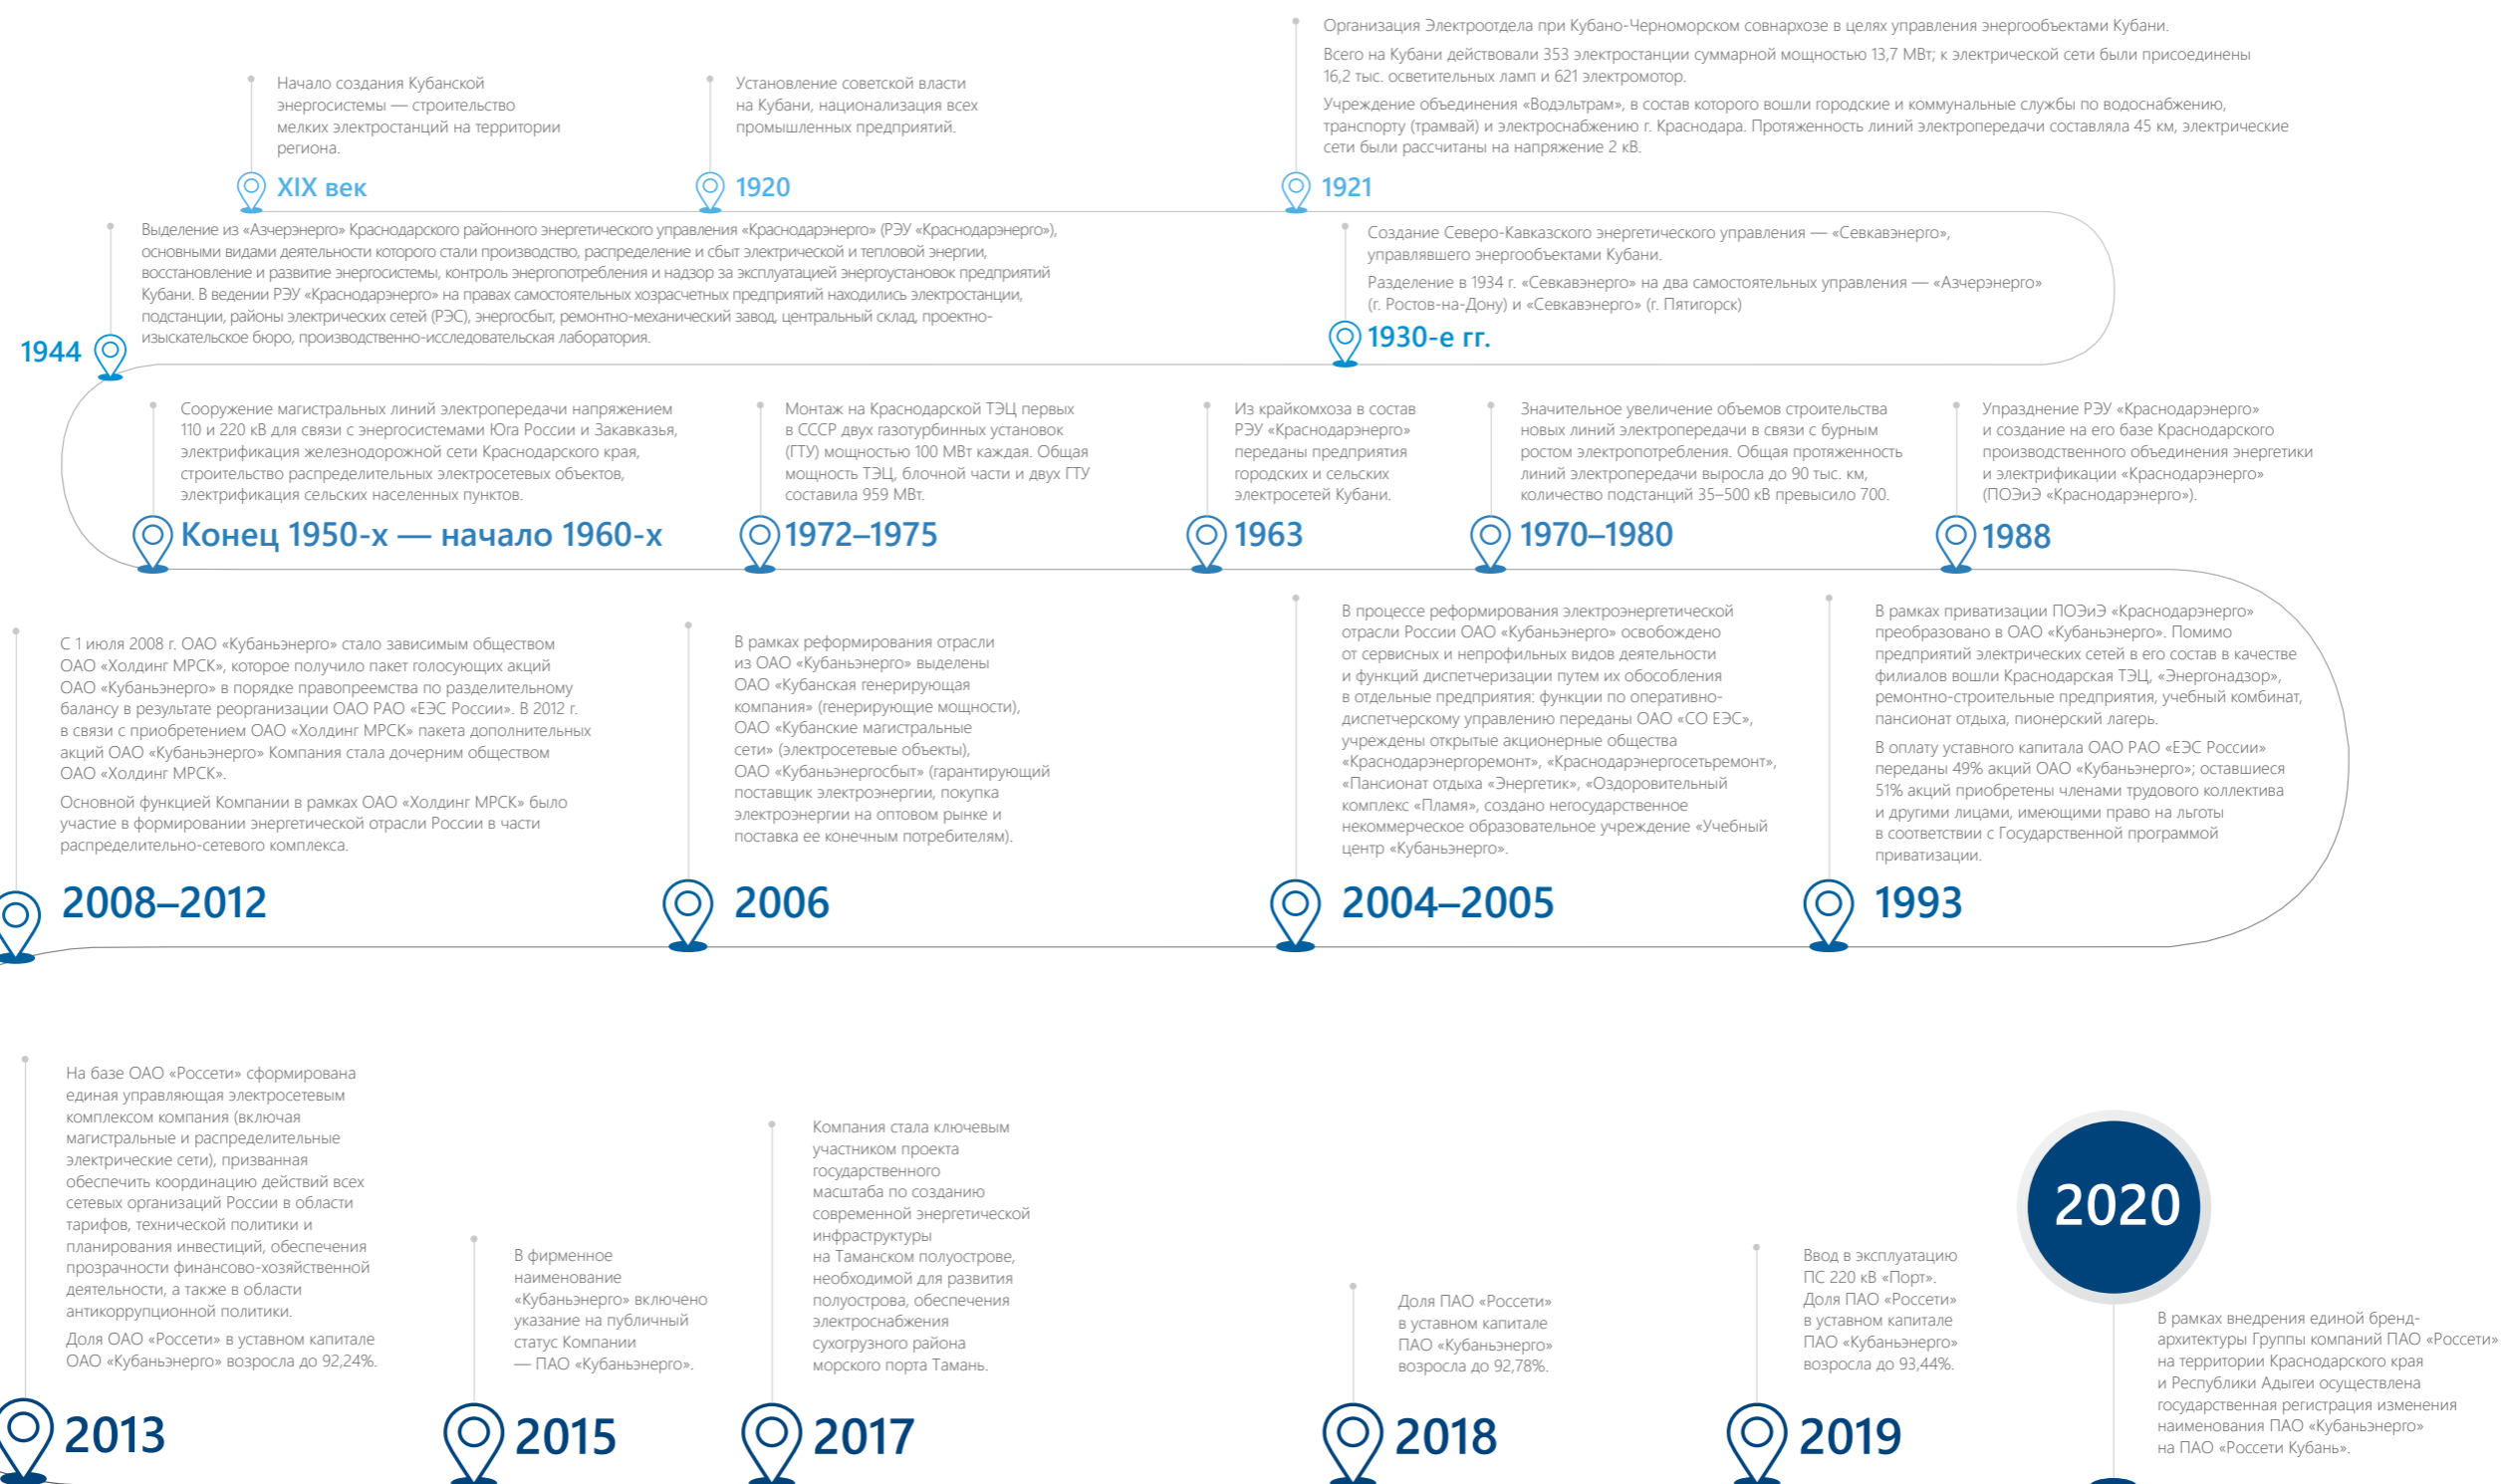 Начало создания Кубанской
энергосистемы — строительство
мелких электростанций на территории
региона.
XIX век
Установление советской власти
на Кубани, национализация всех
промышленных предприятий.
1920
Организация Электроотдела при Кубано-Черноморском совнархозе в целях управления энергообъектами Кубани.
Всего на Кубани действовали 353 электростанции суммарной мощностью 13,7 МВт; к электрической сети были присоединены
16,2 тыс. осветительных ламп и 621 электромотор.
Учреждение объединения «Водэльтрам», в состав которого вошли городские и коммунальные службы по водоснабжению,
транспорту (трамвай) и электроснабжению г. Краснодара. Протяженность линий электропередачи составляла 45 км, электрические
сети были рассчитаны на напряжение 2 кВ.
1921
Создание Северо-Кавказского энергетического управления — «Севкавэнерго»,
управлявшего энергообъектами Кубани.
Разделение в 1934 г. «Севкавэнерго» на два самостоятельных управления — «Азчерэнерго»
(г. Ростов-на-Дону) и «Севкавэнерго» (г. Пятигорск)
1930-е гг.
Выделение из «Азчерэнерго» Краснодарского районного энергетического управления «Краснодарэнерго» (РЭУ «Краснодарэнерго»),
основными видами деятельности которого стали производство, распределение и сбыт электрической и тепловой энергии,
восстановление и развитие энергосистемы, контроль энергопотребления и надзор за эксплуатацией энергоустановок предприятий
Кубани. В ведении РЭУ «Краснодарэнерго» на правах самостоятельных хозрасчетных предприятий находились электростанции,
подстанции, районы электрических сетей (РЭС), энергосбыт, ремонтно-механический завод, центральный склад, проектно-
изыскательское бюро, производственно-исследовательская лаборатория.
1944
Сооружение магистральных линий электропередачи напряжением
110 и 220 кВ для связи с энергосистемами Юга России и Закавказья,
электрификация железнодорожной сети Краснодарского края,
строительство распределительных электросетевых объектов,
электрификация сельских населенных пунктов.
Конец 1950-х — начало 1960-х
Монтаж на Краснодарской ТЭЦ первых
в СССР двух газотурбинных установок
(ГТУ) мощностью 100 МВт каждая. Общая
мощность ТЭЦ, блочной части и двух ГТУ
составила 959 МВт.
1972–1975
Из крайкомхоза в состав
РЭУ «Краснодарэнерго»
переданы предприятия
городских и сельских
электросетей Кубани.
1963
Значительное увеличение объемов строительства
новых линий электропередачи в связи с бурным
ростом электропотребления. Общая протяженность
линий электропередачи выросла до 90 тыс. км,
количество подстанций 35–500 кВ превысило 700.
1970–1980
Упразднение РЭУ «Краснодарэнерго»
и создание на его базе Краснодарского
производственного объединения энергетики
и электрификации «Краснодарэнерго»
(ПОЭиЭ «Краснодарэнерго»).
1988
В рамках приватизации ПОЭиЭ «Краснодарэнерго»
преобразовано в ОАО «Кубаньэнерго». Помимо
предприятий электрических сетей в его состав в качестве
филиалов вошли Краснодарская ТЭЦ, «Энергонадзор»,
ремонтно-строительные предприятия, учебный комбинат,
пансионат отдыха, пионерский лагерь.
В оплату уставного капитала ОАО РАО «ЕЭС России»
переданы 49% акций ОАО «Кубаньэнерго»; оставшиеся
51% акций приобретены членами трудового коллектива
и другими лицами, имеющими право на льготы
в соответствии с Государственной программой
приватизации.
1993
В процессе реформирования электроэнергетической
отрасли России ОАО «Кубаньэнерго» освобождено
от сервисных и непрофильных видов деятельности
и функций диспетчеризации путем их обособления
в отдельные предприятия: функции по оперативно-
диспетчерскому управлению переданы ОАО «СО ЕЭС»,
учреждены открытые акционерные общества
«Краснодарэнергоремонт», «Краснодарэнергосетьремонт»,
«Пансионат отдыха «Энергетик», «Оздоровительный
комплекс «Пламя», создано негосударственное
некоммерческое образовательное учреждение «Учебный
центр «Кубаньэнерго».
2004–2005
В рамках реформирования отрасли
из ОАО «Кубаньэнерго» выделены
ОАО «Кубанская генерирующая
компания» (генерирующие мощности),
ОАО «Кубанские магистральные
сети» (электросетевые объекты),
ОАО «Кубаньэнергосбыт» (гарантирующий
поставщик электроэнергии, покупка
электроэнергии на оптовом рынке и
поставка ее конечным потребителям).
2006
С 1 июля 2008 г. ОАО «Кубаньэнерго» стало зависимым обществом
ОАО «Холдинг МРСК», которое получило пакет голосующих акций
ОАО «Кубаньэнерго» в порядке правопреемства по разделительному
балансу в результате реорганизации ОАО РАО «ЕЭС России». В 2012 г.
в связи с приобретением ОАО «Холдинг МРСК» пакета дополнительных
акций ОАО «Кубаньэнерго» Компания стала дочерним обществом
ОАО «Холдинг МРСК».
Основной функцией Компании в рамках ОАО «Холдинг МРСК» было
участие в формировании энергетической отрасли России в части
распределительно-сетевого комплекса.
2008–2012
На базе ОАО «Россети» сформирована
единая управляющая электросетевым
комплексом компания (включая
магистральные и распределительные
электрические сети), призванная
обеспечить координацию действий всех
сетевых организаций России в области
тарифов, технической политики и
планирования инвестиций, обеспечения
прозрачности финансово-хозяйственной
деятельности, а также в области
антикоррупционной политики.
Доля ОАО «Россети» в уставном капитале
ОАО «Кубаньэнерго» возросла до 92,24%.
2013
В фирменное
наименование
«Кубаньэнерго» включено
указание на публичный
статус Компании
— ПАО «Кубаньэнерго».
2015
Компания стала ключевым
участником проекта
государственного
масштаба по созданию
современной энергетической
инфраструктуры
на Таманском полуострове,
необходимой для развития
полуострова, обеспечения
электроснабжения
сухогрузного района
морского порта Тамань.
2017
Доля ПАО «Россети»
в уставном капитале
ПАО «Кубаньэнерго»
возросла до 92,78%.
2018
Ввод в эксплуатацию
ПС 220 кВ «Порт».
Доля ПАО «Россети»
в уставном капитале
ПАО «Кубаньэнерго»
возросла до 93,44%.
2019
2020
В рамках внедрения единой бренд-
архитектуры Группы компаний ПАО «Россети»
на территории Краснодарского края
и Республики Адыгеи осуществлена
государственная регистрация изменения
наименования ПАО «Кубаньэнерго»
на ПАО «Россети Кубань».